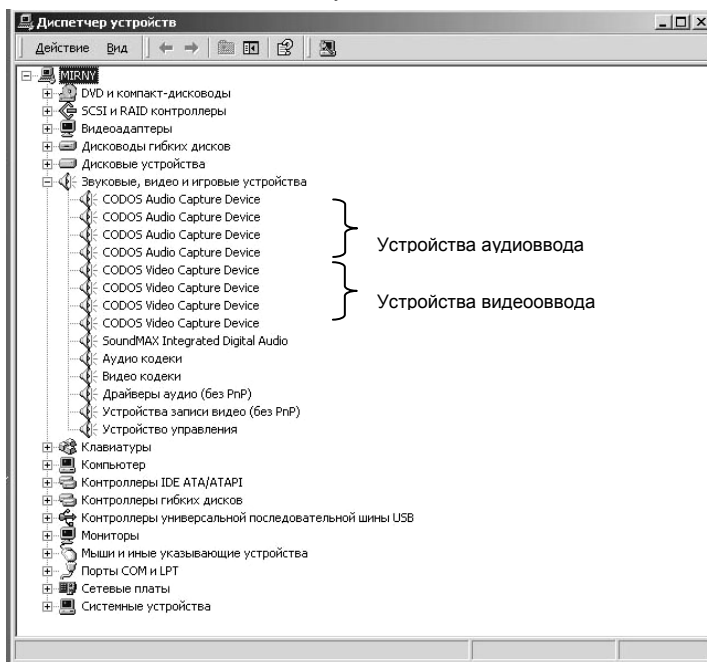 Диспетчер устройств
Действие Вид
MIRNY
DVD и компакт-дисководы
SCSI и RAID контроллеры
Видеоадаптеры
Дисководы гибких дисков
Дисковые устройства
Звуковые, видео и игровые устройства
CODOS Audio Capture Device
CODOS Audio Capture Device
CODOS Audio Capture Device
CODOS Audio Capture Device
Устройства аудиоввода
CODOS Video Capture Device
CODOS Video Capture Device
CODOS Video Capture Device
CODOS Video Capture Device
Устройства видеооввода
SoundMAX Integrated Digital Audio
Аудио кодеки
Видео кодеки
Драйверы аудио (без PnP)
Устройства записи видео (без PnP)
Устройство управления
Клавиатуры
Компьютер
Контроллеры IDE ATA/ATAPI
Контроллеры гибких дисков
Контроллеры универсальной последовательной шины USB
Мониторы
Мыши и иные указывающие устройства
Порты COM и LPT
Сетевые платы
Системные устройства